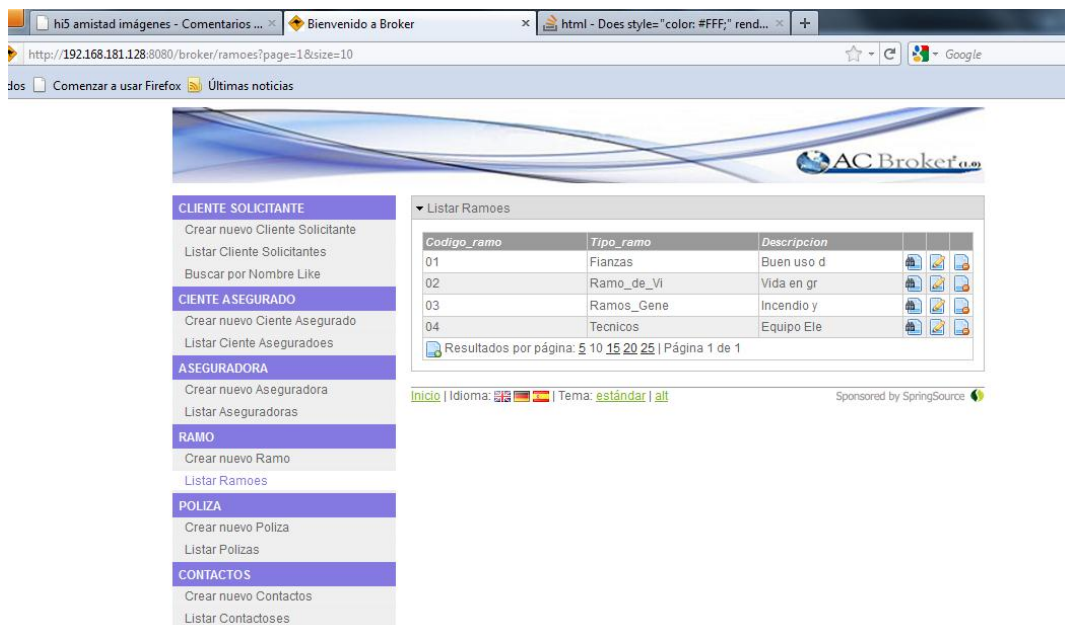 hi5 amistad imágenes - Comentarios ... ×
Bienvenido a Broker ×
html - Does style="color: #FFF;" rend... × +
http://192.168.181.128:8080/broker/ramoes?page=1&size=10
Google
dos Comenzar a usar Firefox Últimas noticias
AC Broker (1.0)
CLIENTE SOLICITANTE
Crear nuevo Cliente Solicitante
Listar Cliente Solicitantes
Buscar por Nombre Like
CIENTE ASEGURADO
Crear nuevo Ciente Asegurado
Listar Ciente Aseguradoes
ASEGURADORA
Crear nuevo Aseguradora
Listar Aseguradoras
RAMO
Crear nuevo Ramo
Listar Ramoes
POLIZA
Crear nuevo Poliza
Listar Polizas
CONTACTOS
Crear nuevo Contactos
Listar Contactoses
Listar Ramoes
Codigo_ramo Tipo_ramo Descripcion
01 Fianzas Buen uso d
02 Ramo_de_Vi Vida en gr
03 Ramos_Gene Incendio y
04 Tecnicos Equipo Ele
Resultados por página: 5 10 15 20 25 | Página 1 de 1
Inicio | Idioma: | Tema: estándar | alt
Sponsored by SpringSource